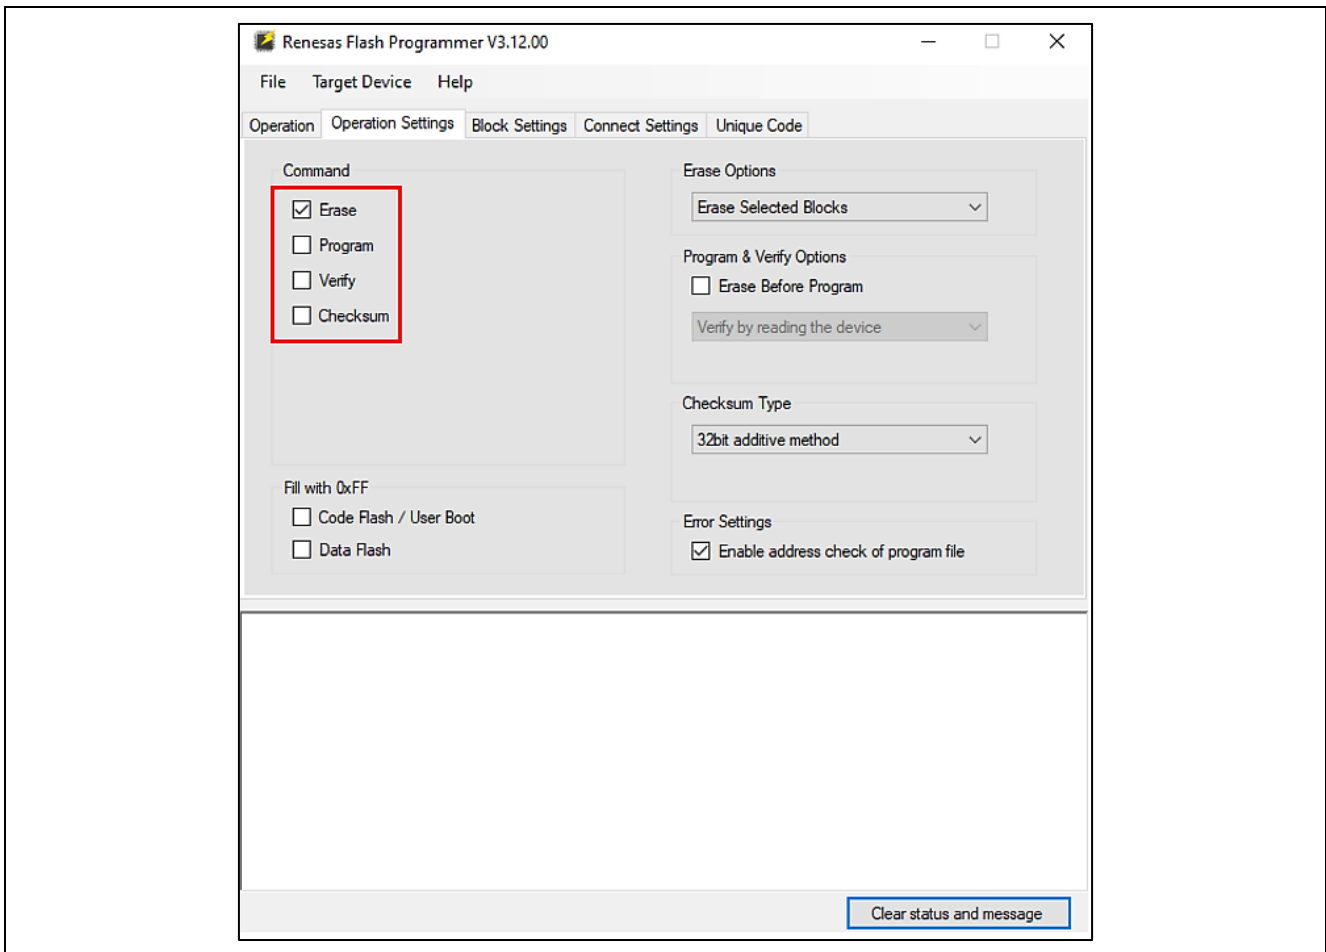 Renesas Flash Programmer V3.12.00
File Target Device Help
Operation Operation Settings Block Settings Connect Settings Unique Code
Command
Erase
Program
Verify
Checksum
Fill with 0xFF
Code Flash / User Boot
Data Flash
Erase Options
Erase Selected Blocks
Program & Verify Options
Erase Before Program
Verify by reading the device
Checksum Type
32bit additive method
Error Settings
Enable address check of program file
Clear status and message